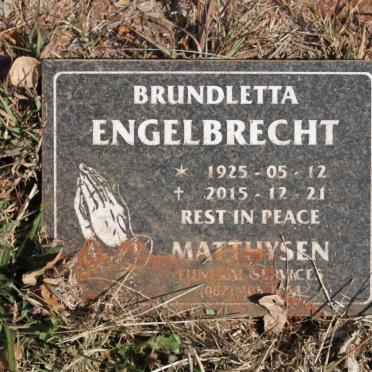 BRUNDLETTA
ENGELBRECHT
* 1925 - 05 - 12
† 2015 - 12 - 21
REST IN PEACE
MATTHYSEN
FUNERAL SERVICES